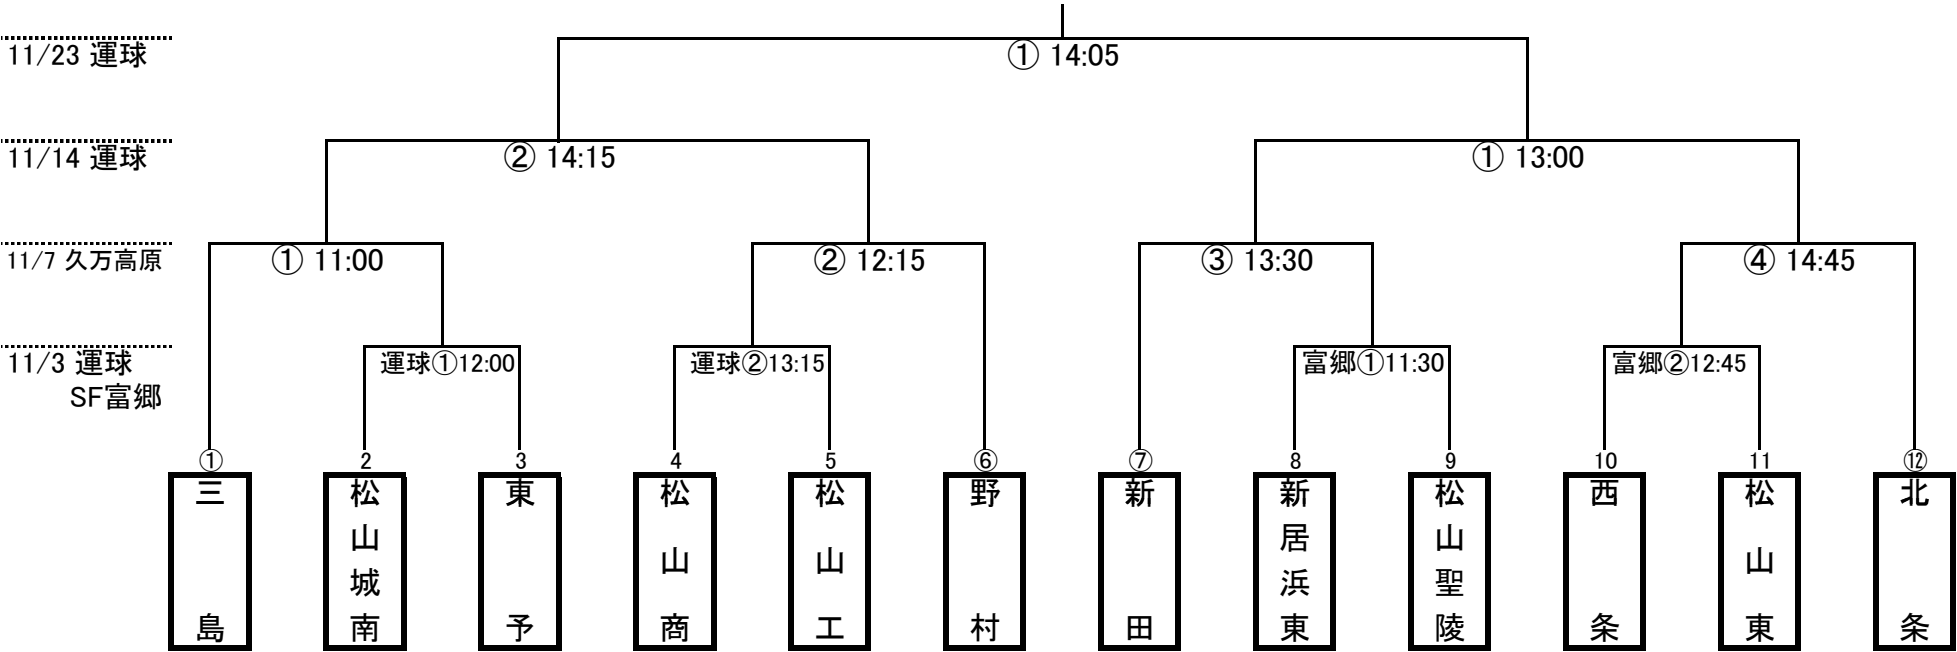 11/23 運球
① 14:05
11/14 運球
② 14:15
① 13:00
11/7 久万高原
① 11:00
② 12:15
③ 13:30
④ 14:45
11/3 運球
SF富郷
運球①12:00
運球②13:15
富郷①11:30
富郷②12:45
①
2
3
4
5
⑥
⑦
8
9
10
11
⑫
三島
松山城南
東予
松山商
松山工
野村
新田
新居浜東
松山聖陵
西条
松山東
北条